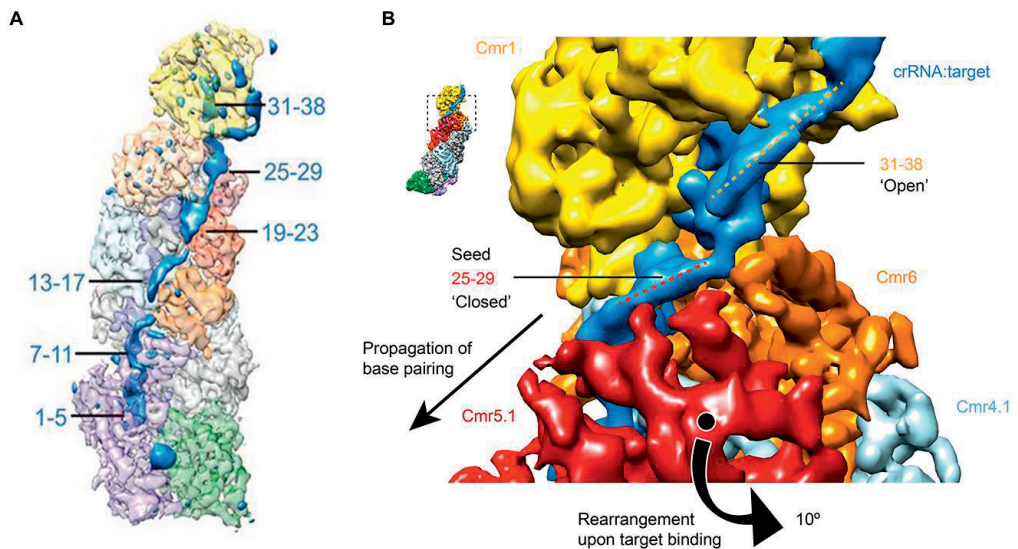 A
31-38
25-29
19-23
13-17
7-11
1-5
B
Cmr1
crRNA:target
31-38
'Open'
Seed
25-29
'Closed'
Cmr6
Propagation of
base pairing
Cmr5.1
Cmr4.1
Rearrangement
upon target binding
10º